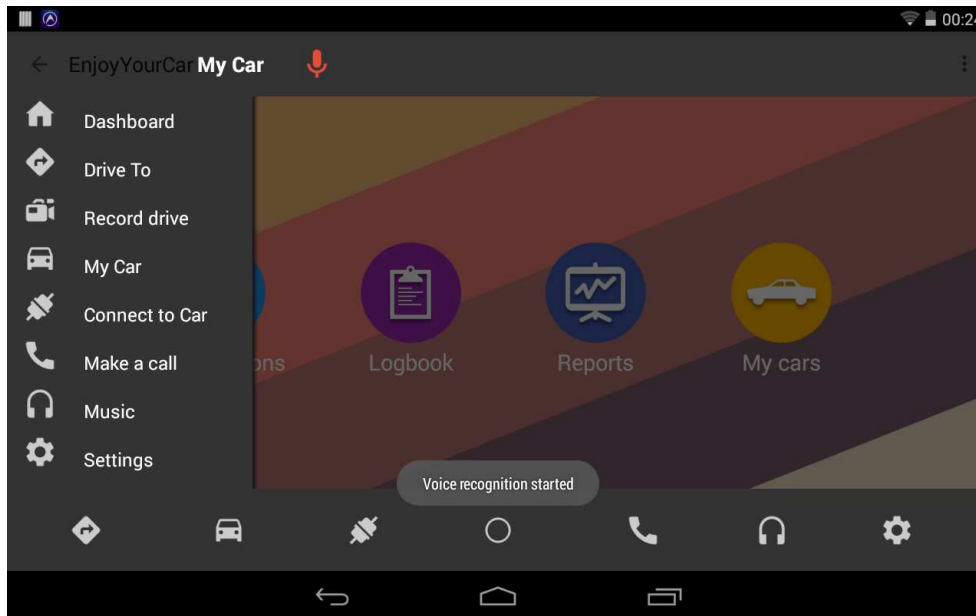 00:24
EnjoyYourCar My Car
Dashboard
Drive To
Record drive
My Car
Connect to Car
Make a call
Music
Settings
ons
Logbook
Reports
My cars
Voice recognition started